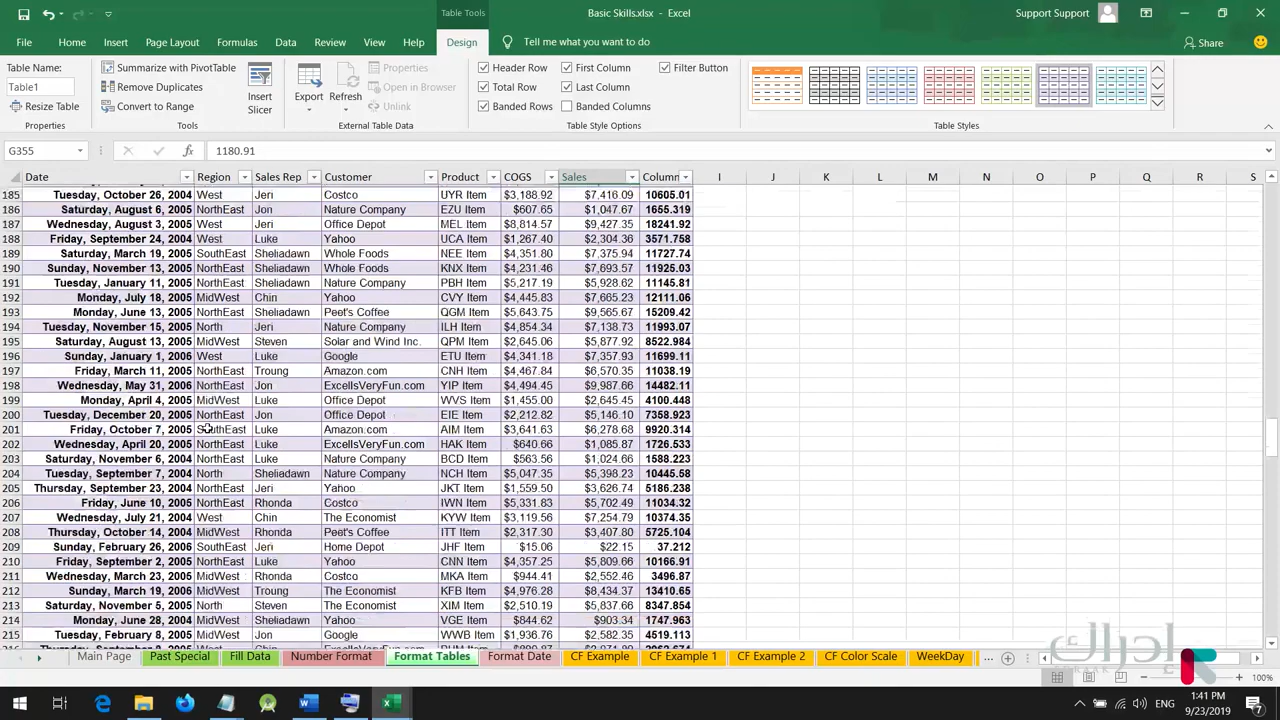 Table Tools
Basic Skills.xlsx - Excel
Support Support
File Home Insert Page Layout Formulas Data Review View Help Design Tell me what you want to do Share
Table Name:
Table1
Resize Table
Properties
Summarize with PivotTable
Remove Duplicates
Convert to Range
Tools
Insert
Slicer
Export
Refresh
Properties
Open in Browser
Unlink
External Table Data
Header Row First Column Filter Button
Total Row Last Column
Banded Rows Banded Columns
Table Style Options
Table Styles
G355 1180.91
Date Region Sales Rep Customer Product COGS Sales Column I J K L M N O P Q R S
185 Tuesday, October 26, 2004 West Jeri Costco UYR Item $3,188.92 $7,416.09 10605.01
186 Saturday, August 6, 2005 NorthEast Jon Nature Company EZU Item $607.65 $1,047.67 1655.319
187 Wednesday, August 3, 2005 West Jeri Office Depot MEL Item $8,814.57 $9,427.35 18241.92
188 Friday, September 24, 2004 West Luke Yahoo UCA Item $1,267.40 $2,304.36 3571.758
189 Saturday, March 19, 2005 SouthEast Sheliadawn Whole Foods NEE Item $4,351.80 $7,375.94 11727.74
190 Sunday, November 13, 2005 NorthEast Sheliadawn Whole Foods KNX Item $4,231.46 $7,693.57 11925.03
191 Tuesday, January 11, 2005 NorthEast Sheliadawn Nature Company PBH Item $5,217.19 $5,928.62 11145.81
192 Monday, July 18, 2005 MidWest Chin Yahoo CVY Item $4,445.83 $7,665.23 12111.06
193 Monday, June 13, 2005 NorthEast Sheliadawn Peet's Coffee QGM Item $5,643.75 $9,565.67 15209.42
194 Tuesday, November 15, 2005 North Jeri Nature Company ILH Item $4,854.34 $7,138.73 11993.07
195 Saturday, August 13, 2005 MidWest Steven Solar and Wind Inc. QPM Item $2,645.06 $5,877.92 8522.984
196 Sunday, January 1, 2006 West Luke Google ETU Item $4,341.18 $7,357.93 11699.11
197 Friday, March 11, 2005 NorthEast Troung Amazon.com CNH Item $4,467.84 $6,570.35 11038.19
198 Wednesday, May 31, 2006 NorthEast Jon ExcelIsVeryFun.com YIP Item $4,494.45 $9,987.66 14482.11
199 Monday, April 4, 2005 MidWest Luke Office Depot WVS Item $1,455.00 $2,645.45 4100.448
200 Tuesday, December 20, 2005 NorthEast Jon Office Depot EIE Item $2,212.82 $5,146.10 7358.923
201 Friday, October 7, 2005 SouthEast Luke Amazon.com AIM Item $3,641.63 $6,278.68 9920.314
202 Wednesday, April 20, 2005 NorthEast Luke ExcelIsVeryFun.com HAK Item $640.66 $1,085.87 1726.533
203 Saturday, November 6, 2004 NorthEast Luke Nature Company BCD Item $563.56 $1,024.66 1588.223
204 Tuesday, September 7, 2004 North Sheliadawn Nature Company NCH Item $5,047.35 $5,398.23 10445.58
205 Thursday, September 23, 2004 NorthEast Jeri Yahoo JKT Item $1,559.50 $3,626.74 5186.238
206 Friday, June 10, 2005 NorthEast Rhonda Costco IWN Item $5,331.83 $5,702.49 11034.32
207 Wednesday, July 21, 2004 West Chin The Economist KYW Item $3,119.56 $7,254.79 10374.35
208 Thursday, October 14, 2004 MidWest Rhonda Peet's Coffee ITT Item $2,317.30 $3,407.80 5725.104
209 Sunday, February 26, 2006 SouthEast Jeri Home Depot JHF Item $15.06 $22.15 37.212
210 Friday, September 2, 2005 NorthEast Luke Yahoo CNN Item $4,357.25 $5,809.66 10166.91
211 Wednesday, March 23, 2005 MidWest Rhonda Costco MKA Item $944.41 $2,552.46 3496.87
212 Sunday, March 19, 2006 MidWest Troung The Economist KFB Item $4,976.28 $8,434.37 13410.65
213 Saturday, November 5, 2005 North Steven The Economist XIM Item $2,510.19 $5,837.66 8347.854
214 Monday, June 28, 2004 MidWest Sheliadawn Yahoo VGE Item $844.62 $903.34 1747.963
215 Tuesday, February 8, 2005 MidWest Jon Google WWB Item $1,936.76 $2,582.35 4519.113
Main Page Past Special Fill Data Number Format Format Tables Format Date CF Example CF Example 1 CF Example 2 CF Color Scale WeekDay ...
إدراك
100%
ENG
1:41 PM
9/23/2019
7